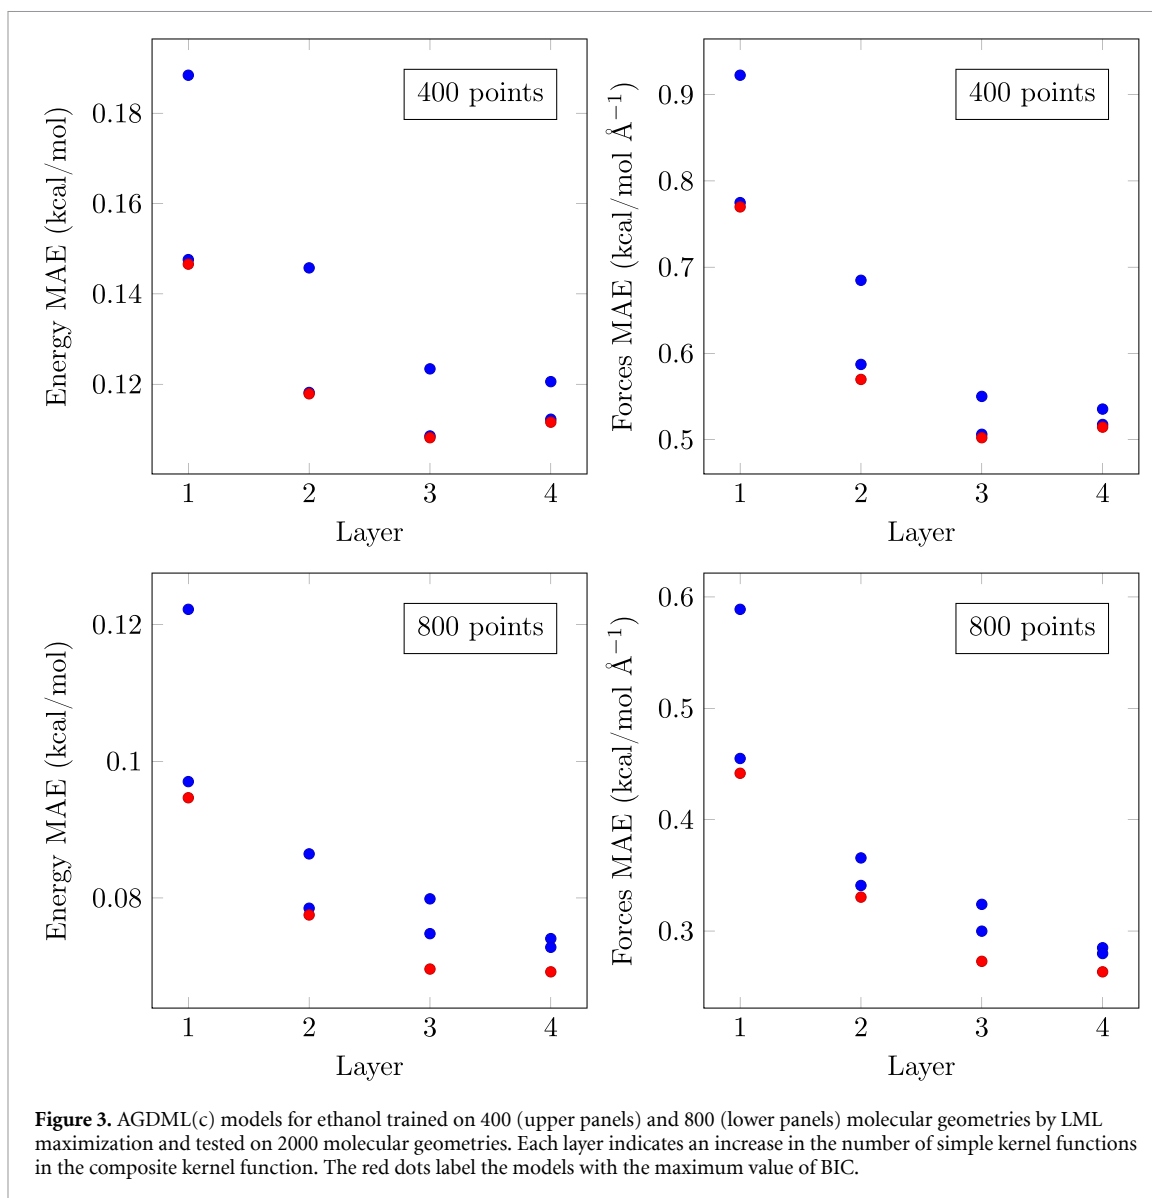 400 points
Energy MAE (kcal/mol)
0.18
0.16
0.14
0.12
1 2 3 4
Layer
400 points
Forces MAE (kcal/mol Å⁻¹)
0.9
0.8
0.7
0.6
0.5
1 2 3 4
Layer
800 points
Energy MAE (kcal/mol)
0.12
0.1
0.08
1 2 3 4
Layer
800 points
Forces MAE (kcal/mol Å⁻¹)
0.6
0.5
0.4
0.3
1 2 3 4
Layer
Figure 3. AGDML(c) models for ethanol trained on 400 (upper panels) and 800 (lower panels) molecular geometries by LML
maximization and tested on 2000 molecular geometries. Each layer indicates an increase in the number of simple kernel functions
in the composite kernel function. The red dots label the models with the maximum value of BIC.